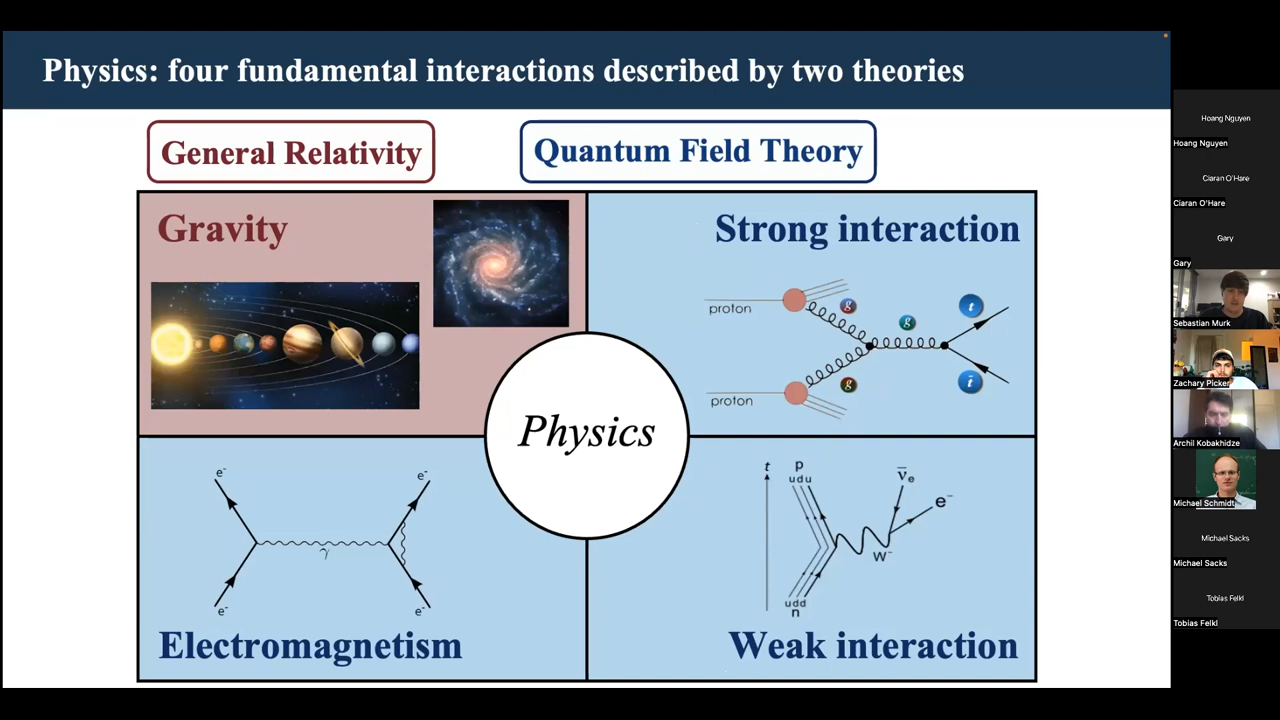 Physics: four fundamental interactions described by two theories
General Relativity
Quantum Field Theory
Gravity
Strong interaction
proton
g
g
t
proton
g
t̄
Physics
e⁻
e⁻
γ
e⁻
e⁻
Electromagnetism
t
p
udu
ν̄e
e⁻
W⁻
udd
n
Weak interaction
Hoang Nguyen
Hoang Nguyen
Ciaran O'Hare
Ciaran O'Hare
Gary
Gary
Sebastian Murk
Zachary Picker
Archil Kobakhidze
Michael Schmidt
Michael Sacks
Michael Sacks
Tobias Felkl
Tobias Felkl